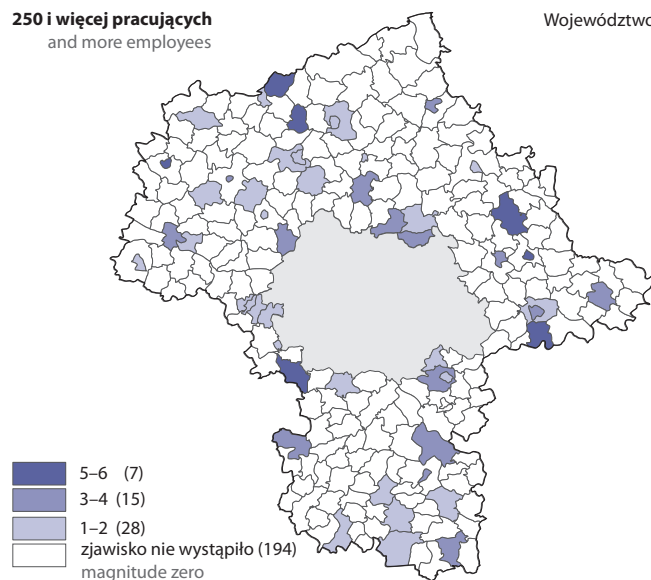 250 i więcej pracujących
and more employees
Województwo
5–6 (7)
3–4 (15)
1–2 (28)
zjawisko nie wystąpiło (194)
magnitude zero